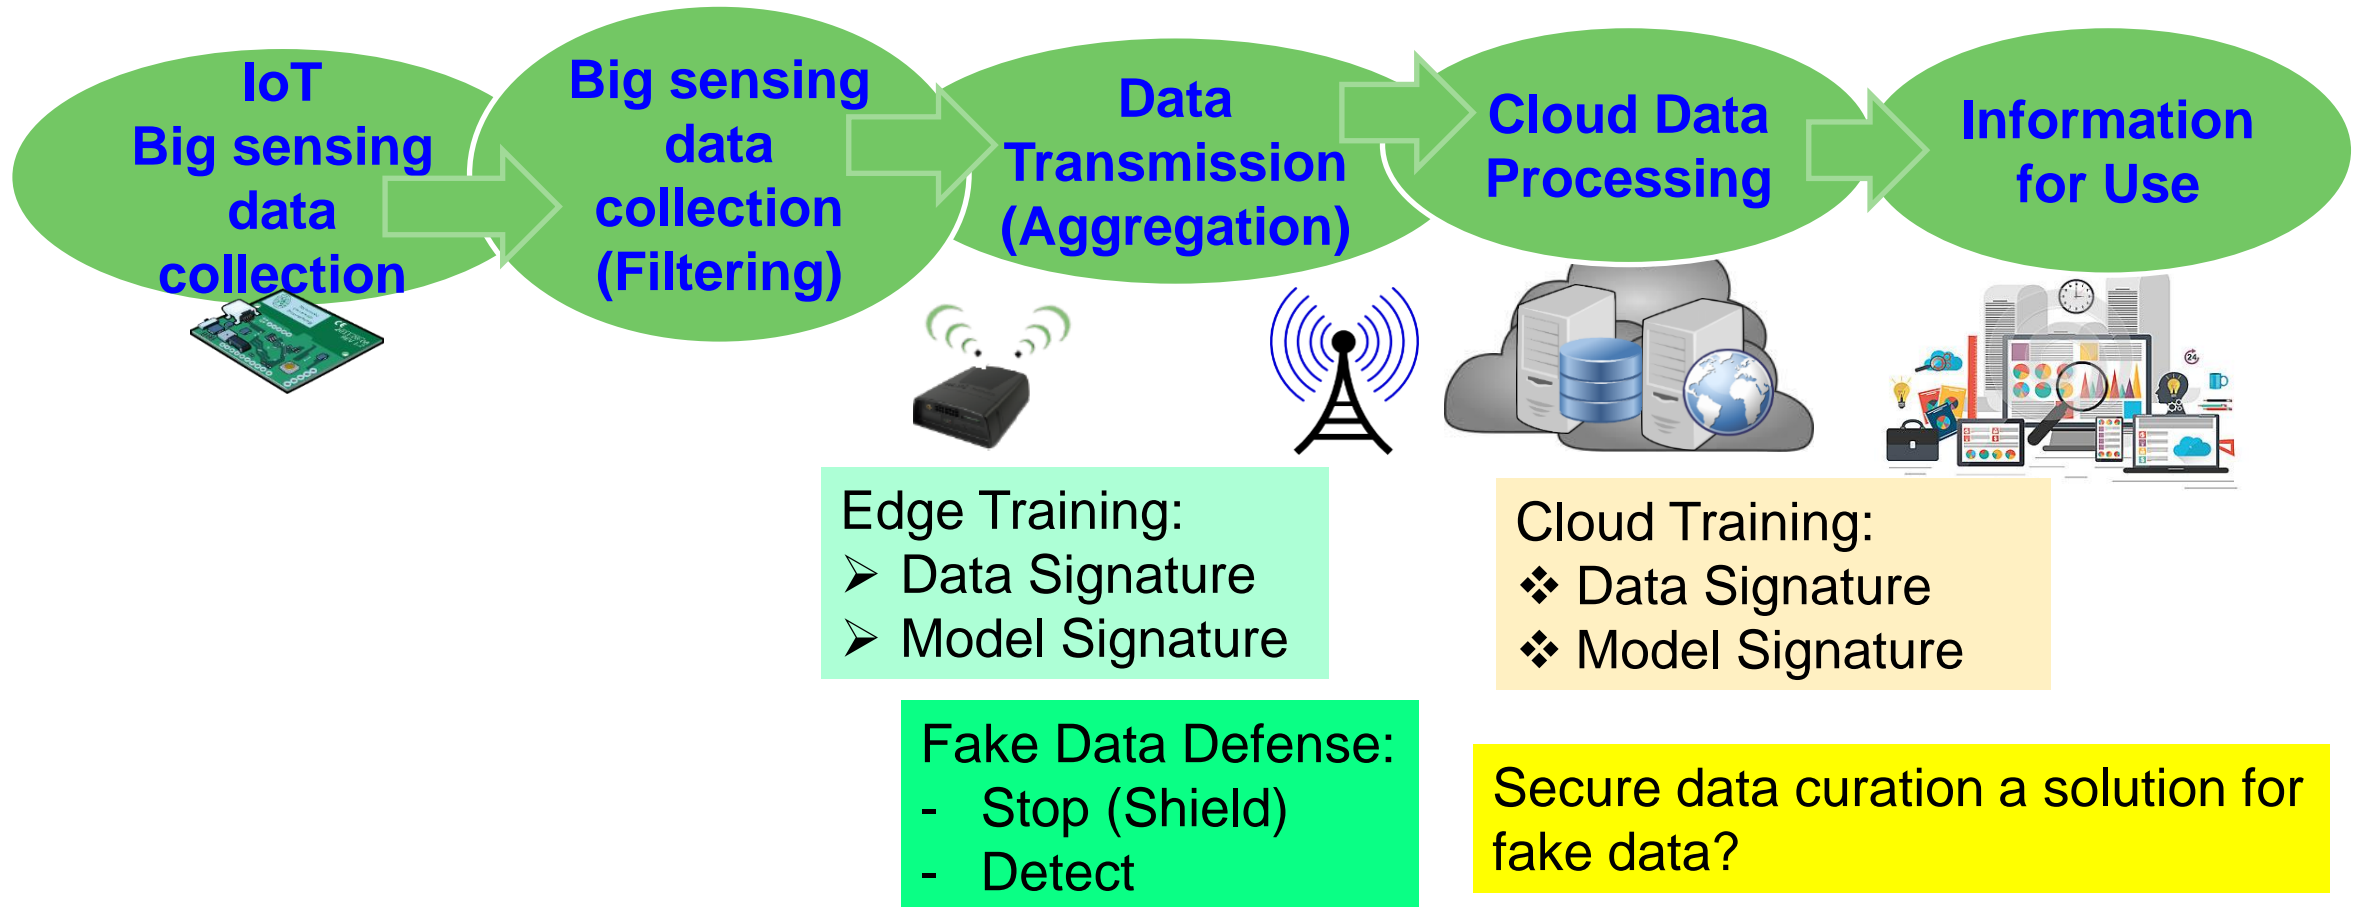 IoT
Big sensing
data
collection
Big sensing
data
collection
(Filtering)
Data
Transmission
(Aggregation)
Cloud Data
Processing
Information
for Use
24
Edge Training:
➢ Data Signature
➢ Model Signature
Cloud Training:
❖ Data Signature
❖ Model Signature
Fake Data Defense:
- Stop (Shield)
- Detect
Secure data curation a solution for
fake data?